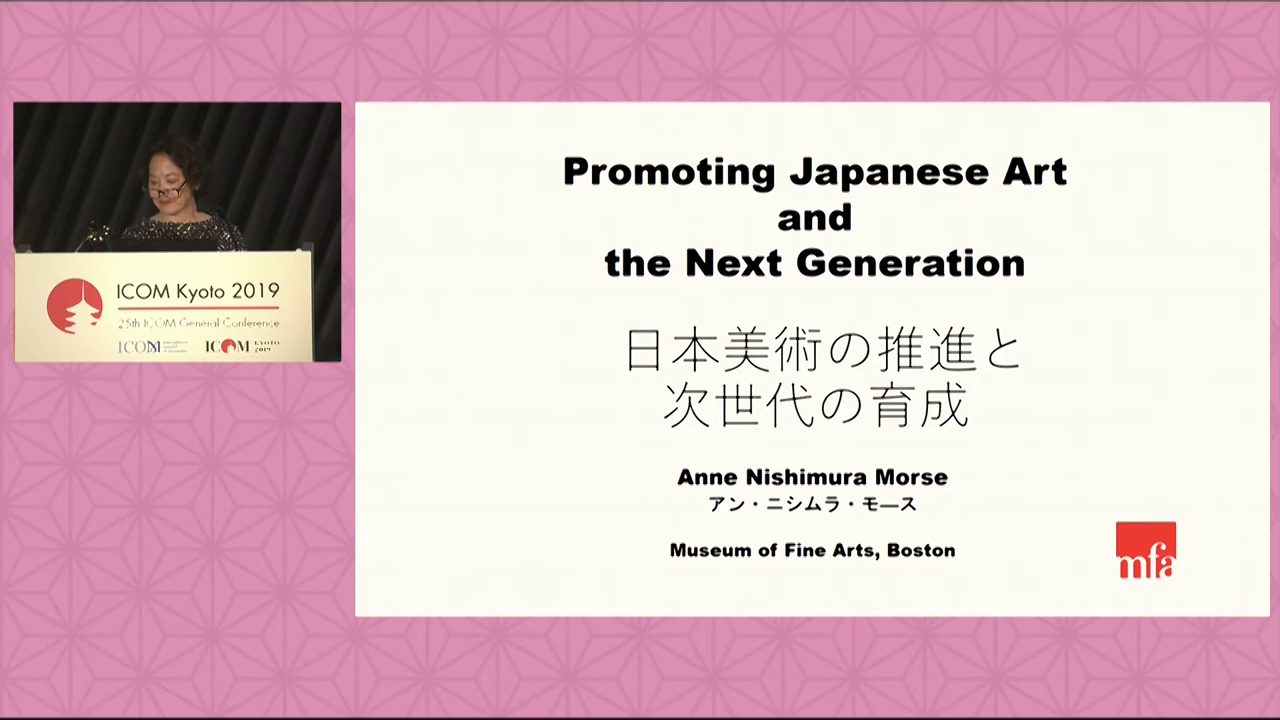 ICOM Kyoto 2019
25th ICOM General Conference
ICOM
ICOM KYOTO 2019
Promoting Japanese Art
and
the Next Generation
日本美術の推進と
次世代の育成
Anne Nishimura Morse
アン・ニシムラ・モ―ス
Museum of Fine Arts, Boston
mfa